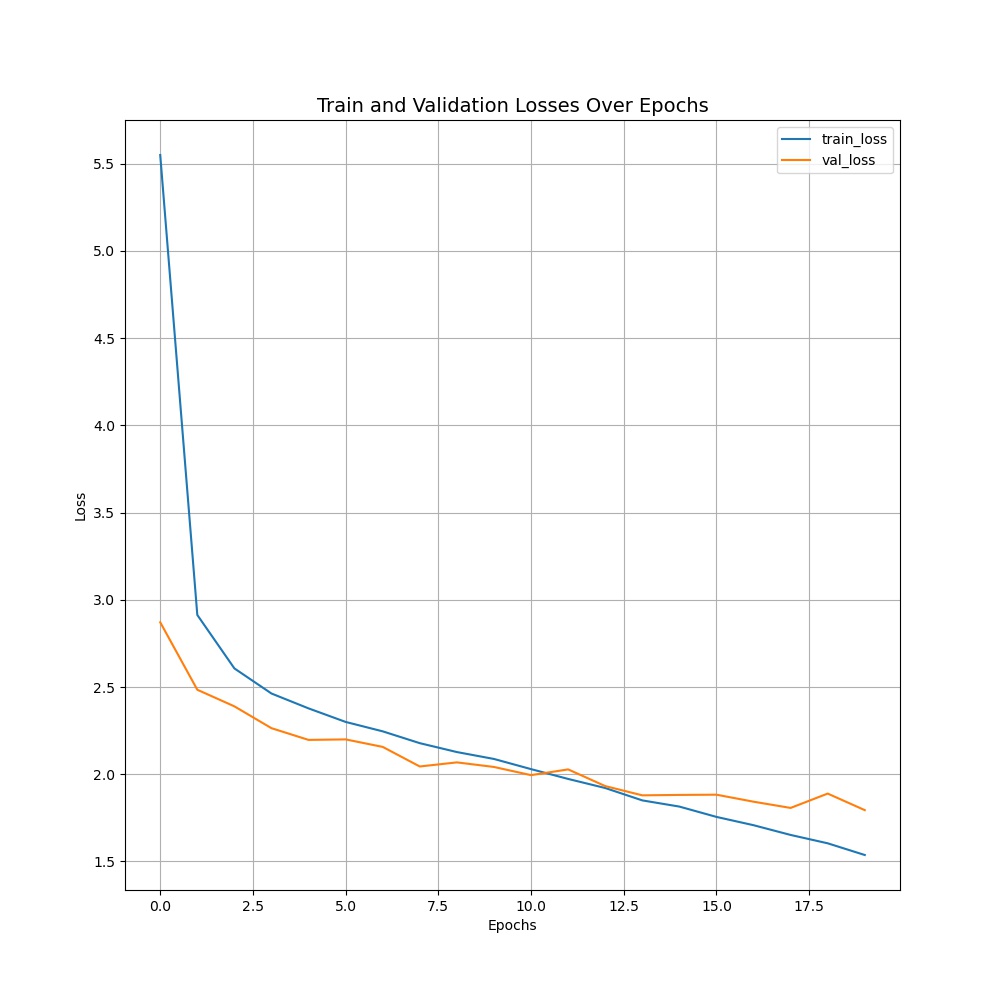 Train and Validation Losses Over Epochs
train_loss
val_loss
5.5
5.0
4.5
4.0
3.5
3.0
2.5
2.0
1.5
Loss
0.0 2.5 5.0 7.5 10.0 12.5 15.0 17.5
Epochs